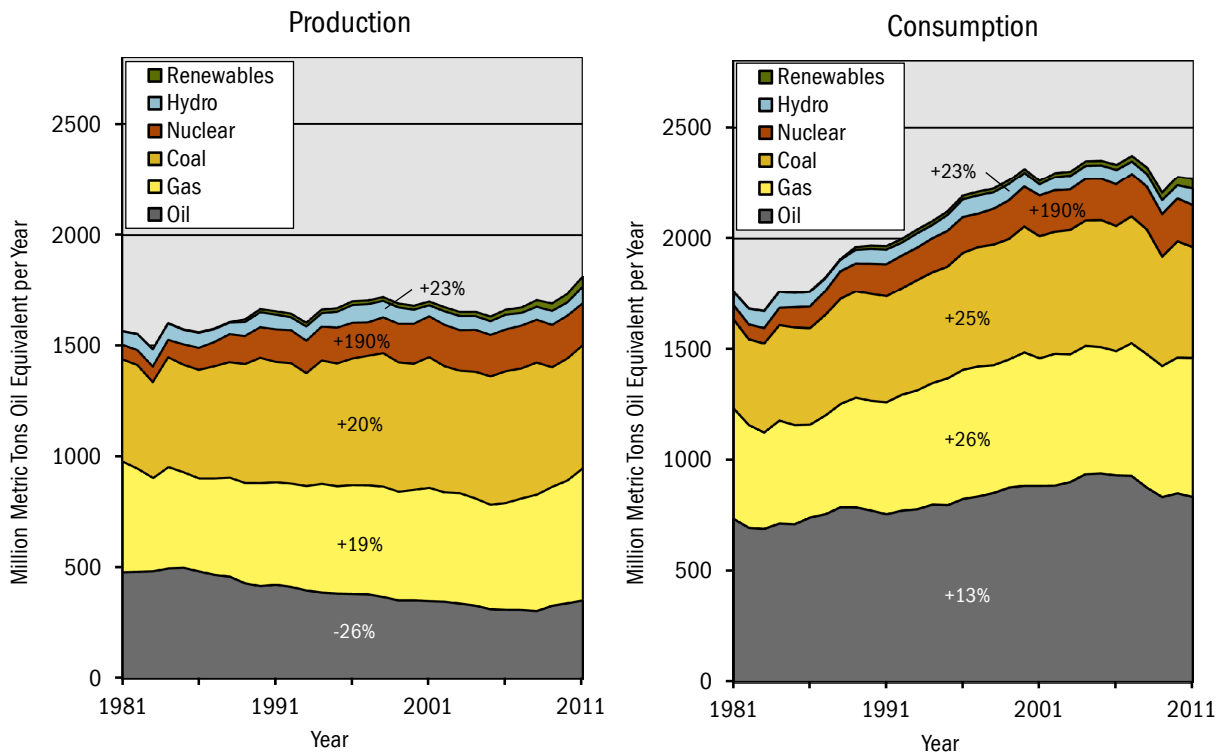 Production
Million Metric Tons Oil Equivalent per Year
2500
2000
1500
1000
500
0
Renewables
Hydro
Nuclear
Coal
Gas
Oil
+23%
+190%
+20%
+19%
-26%
1981
1991
2001
2011
Year
Consumption
Million Metric Tons Oil Equivalent per Year
2500
2000
1500
1000
500
0
Renewables
Hydro
Nuclear
Coal
Gas
Oil
+23%
+190%
+25%
+26%
+13%
1981
1991
2001
2011
Year